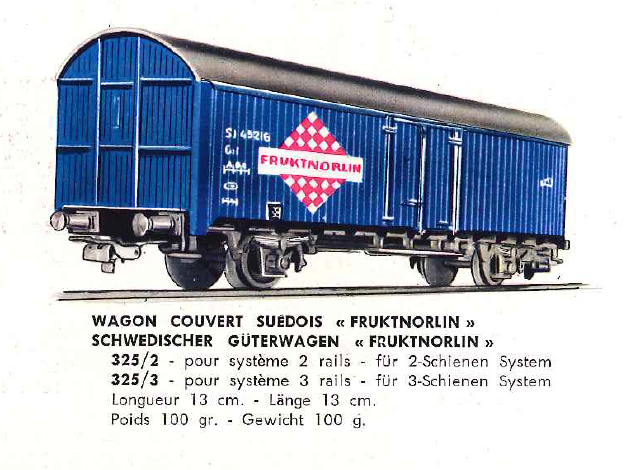 SJ 49216
FRUKTNORLIN
WAGON COUVERT SUÉDOIS « FRUKTNORLIN »
SCHWEDISCHER GÜTERWAGEN « FRUKTNORLIN »
325/2 - pour système 2 rails - für 2-Schienen System
325/3 - pour système 3 rails - für 3-Schienen System
Longueur 13 cm. - Länge 13 cm.
Poids 100 gr. - Gewicht 100 g.